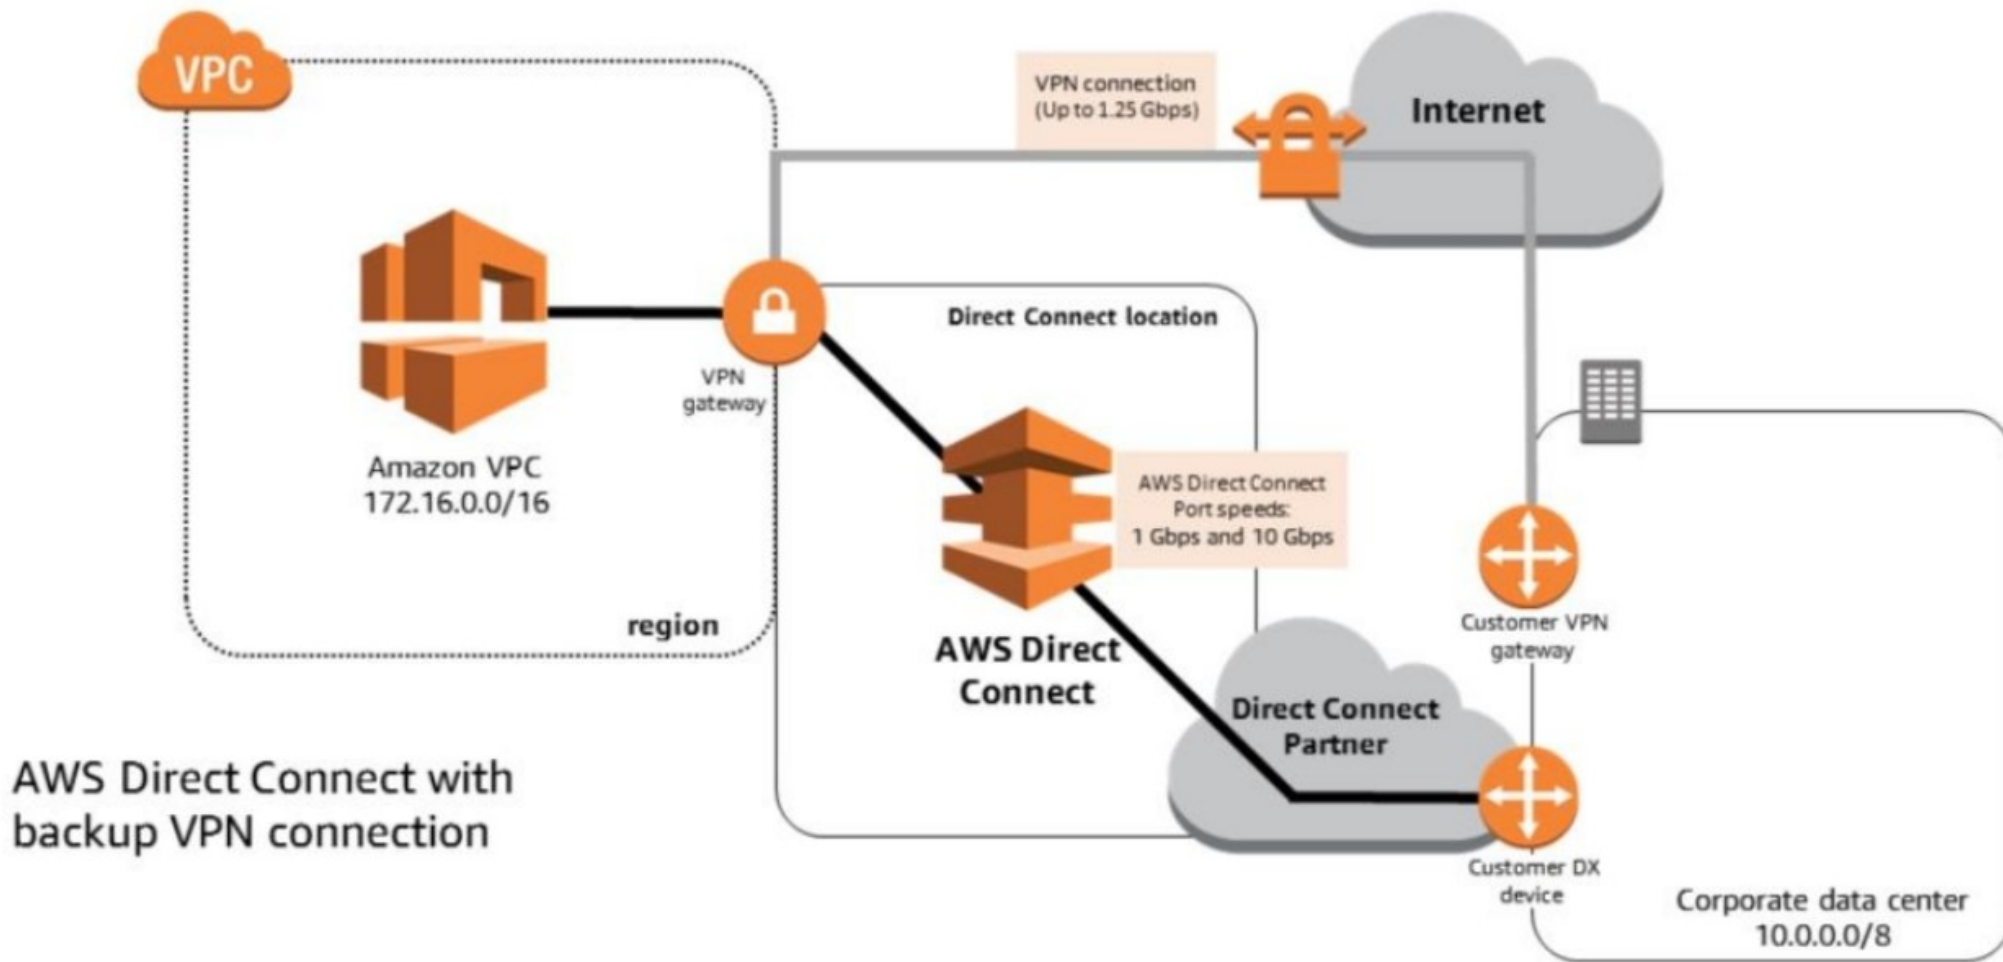 VPC
VPN connection
(Up to 1.25 Gbps)
Internet
Direct Connect location
VPN
gateway
Amazon VPC
172.16.0.0/16
AWS Direct Connect
Port speeds:
1 Gbps and 10 Gbps
region
AWS Direct
Connect
Customer VPN
gateway
Direct Connect
Partner
AWS Direct Connect with
backup VPN connection
Customer DX
device
Corporate data center
10.0.0.0/8